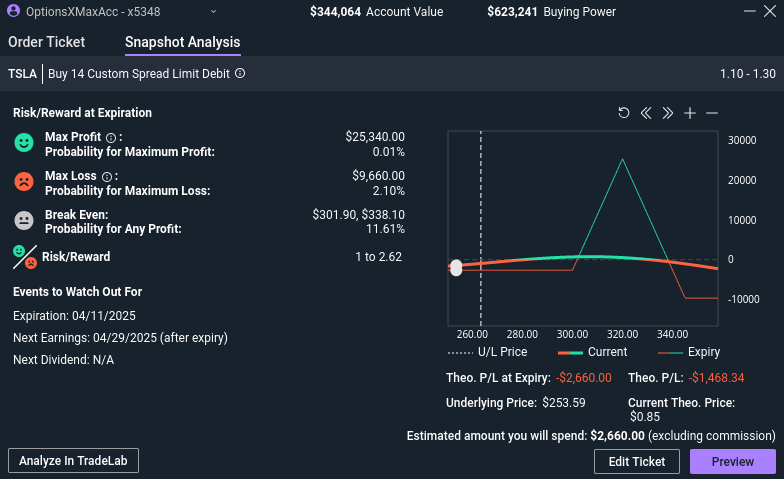 OptionsXMaxAcc - x5348 $344,064 Account Value $623,241 Buying Power
Order Ticket Snapshot Analysis
TSLA Buy 14 Custom Spread Limit Debit 1.10 - 1.30
Risk/Reward at Expiration
Max Profit :
Probability for Maximum Profit:
$25,340.00
0.01%
Max Loss :
Probability for Maximum Loss:
$9,660.00
2.10%
Break Even:
Probability for Any Profit:
$301.90, $338.10
11.61%
Risk/Reward 1 to 2.62
Events to Watch Out For
Expiration: 04/11/2025
Next Earnings: 04/29/2025 (after expiry)
Next Dividend: N/A
30000
20000
10000
0
-10000
260.00 280.00 300.00 320.00 340.00
U/L Price Current Expiry
Theo. P/L at Expiry: -$2,660.00 Theo. P/L: -$1,468.34
Underlying Price: $253.59 Current Theo. Price:
$0.85
Estimated amount you will spend: $2,660.00 (excluding commission)
Analyze In TradeLab Edit Ticket Preview